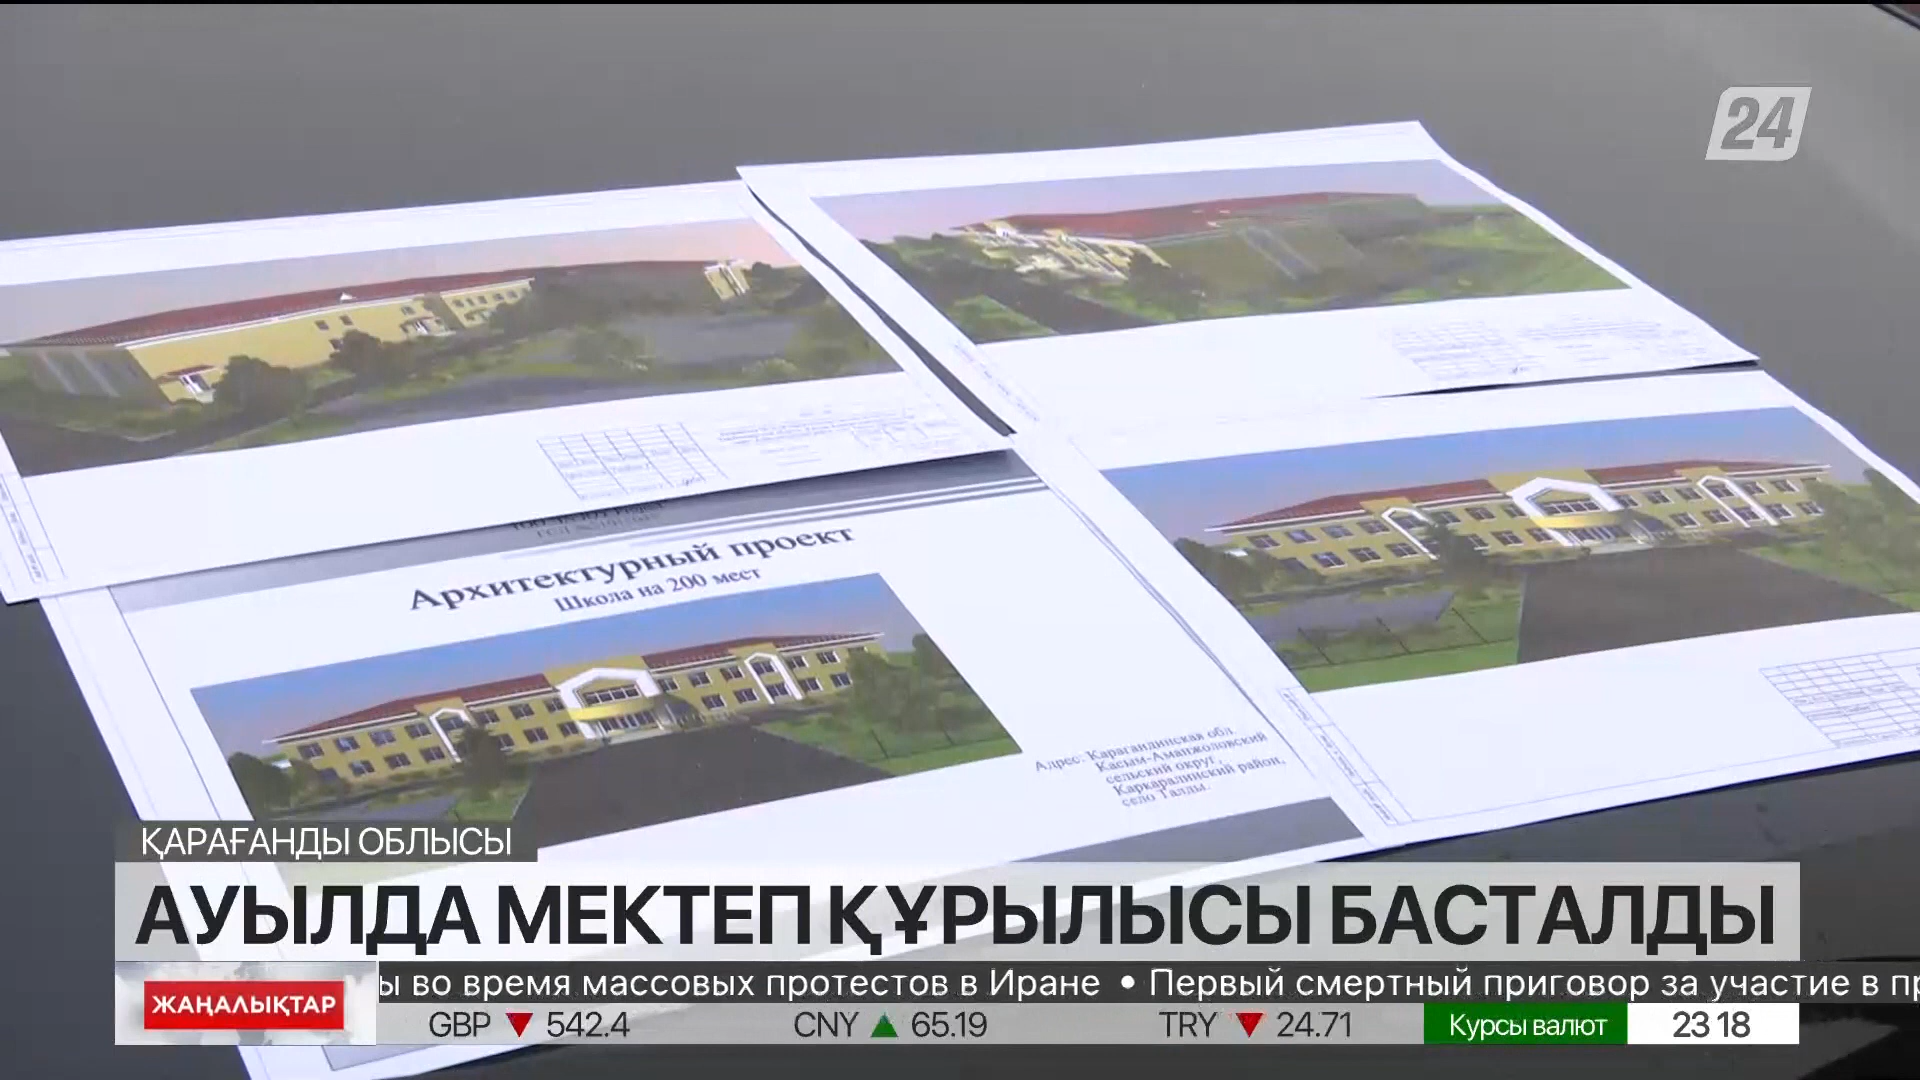 24
Архитектурный проект
Школа на 200 мест
Адрес: Карагандинская обл.
Касым-Аманжоловский
сельский округ,
Каркаралинский район,
село Талды.
ҚАРАҒАНДЫ ОБЛЫСЫ
АУЫЛДА МЕКТЕП ҚҰРЫЛЫСЫ БАСТАЛДЫ
ЖАҢАЛЫҚТАР
ы во время массовых протестов в Иране • Первый смертный приговор за участие в пр
GBP ▼ 542.4 CNY ▲ 65.19 TRY ▼ 24.71 Курсы валют 23 18